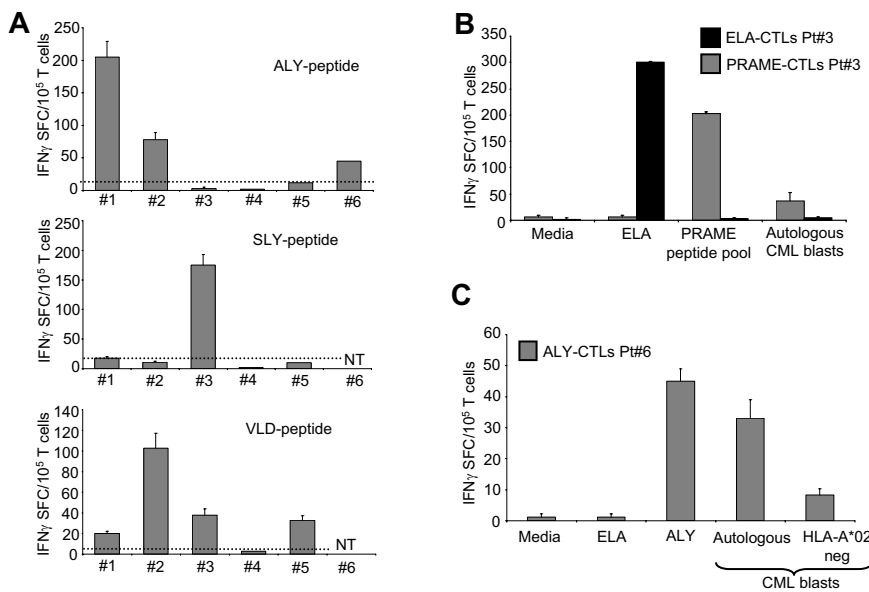 A
IFNγ SFC/10⁵ T cells
250
200
150
100
50
0
ALY-peptide
#1 #2 #3 #4 #5 #6
IFNγ SFC/10⁵ T cells
250
200
150
100
50
0
SLY-peptide
NT
#1 #2 #3 #4 #5 #6
IFNγ SFC/10⁵ T cells
140
120
100
80
60
40
20
0
VLD-peptide
NT
#1 #2 #3 #4 #5 #6
B
ELA-CTLs Pt#3
PRAME-CTLs Pt#3
IFNγ SFC/10⁵ T cells
400
350
300
250
200
150
100
50
0
Media ELA PRAME Autologous
peptide pool CML blasts
C
ALY-CTLs Pt#6
IFNγ SFC/10⁵ T cells
60
50
40
30
20
10
0
Media ELA ALY Autologous HLA-A*02
neg
CML blasts